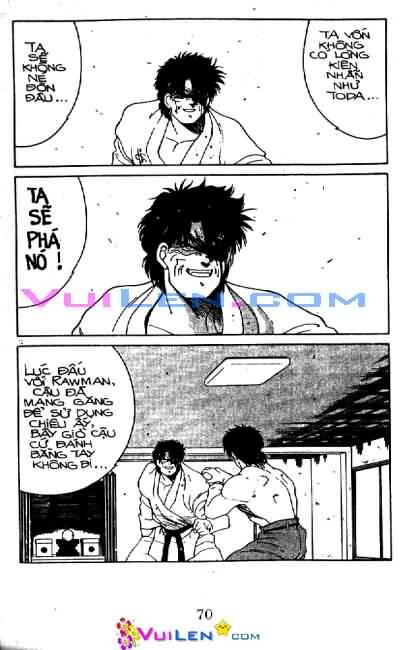 TA VỐN
KHÔNG
CÓ LÒNG
KIÊN
NHẪN
NHƯ
TODA...
TA
SẼ
KHÔNG
NÉ
ĐÒN
ĐÂU...
TA
SẼ
PHÁ
NÓ!
VuiLen.com
LÚC ĐẤU
VỚI RAWMAN,
CẬU ĐÃ
MANG GĂNG
ĐỂ SỬ DỤNG
CHIÊU ẤY,
BÂY GIỜ CẬU
CỨ ĐÁNH
BẰNG TAY
KHÔNG ĐI...
70
VuiLen.com